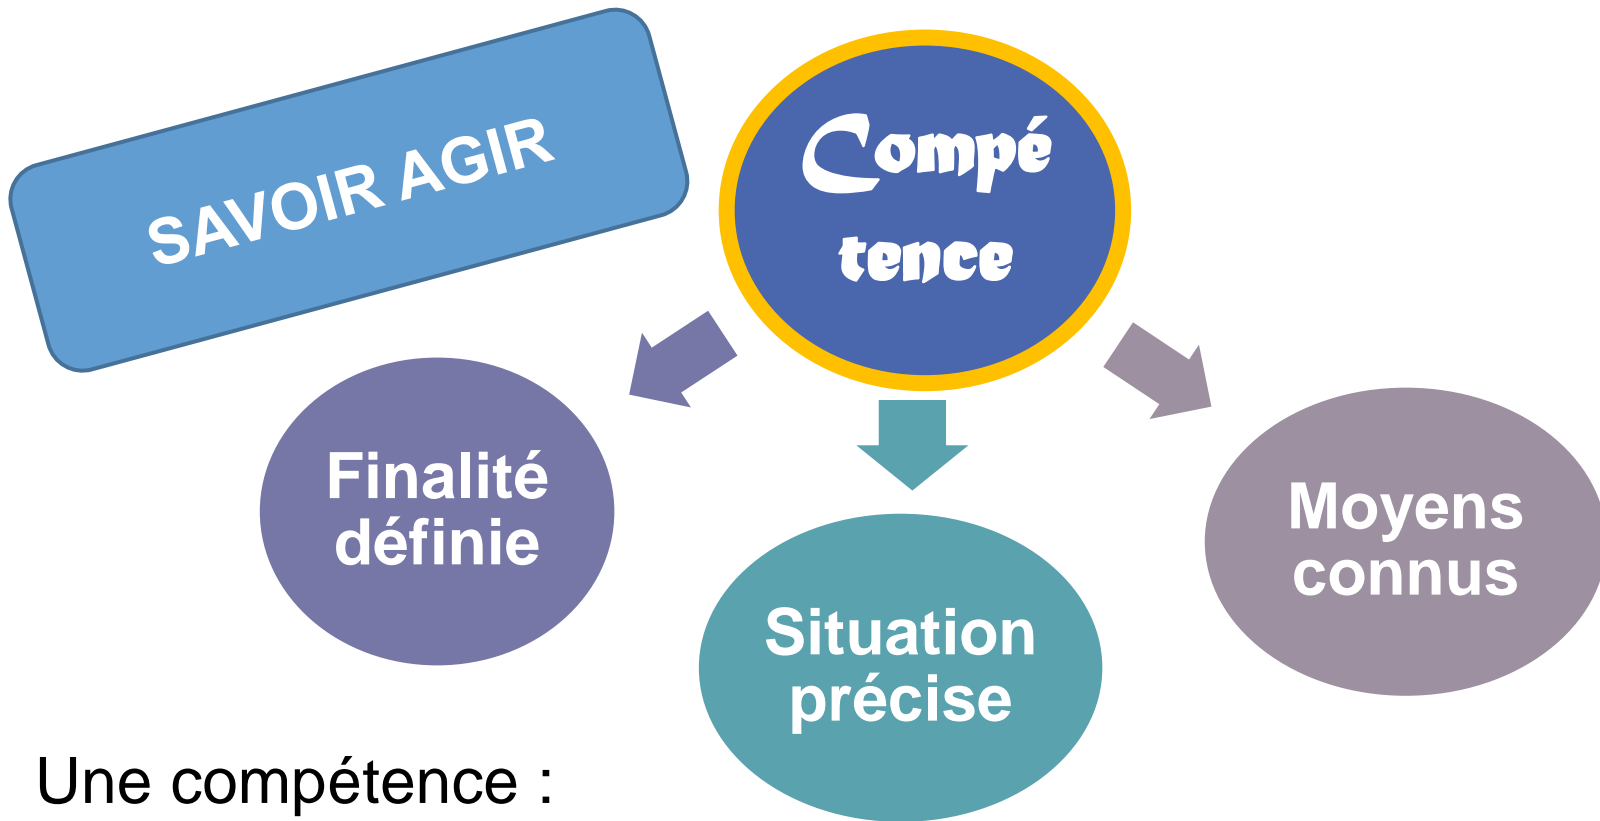 SAVOIR AGIR
Compé
tence
Finalité
définie
Situation
précise
Moyens
connus
Une compétence :